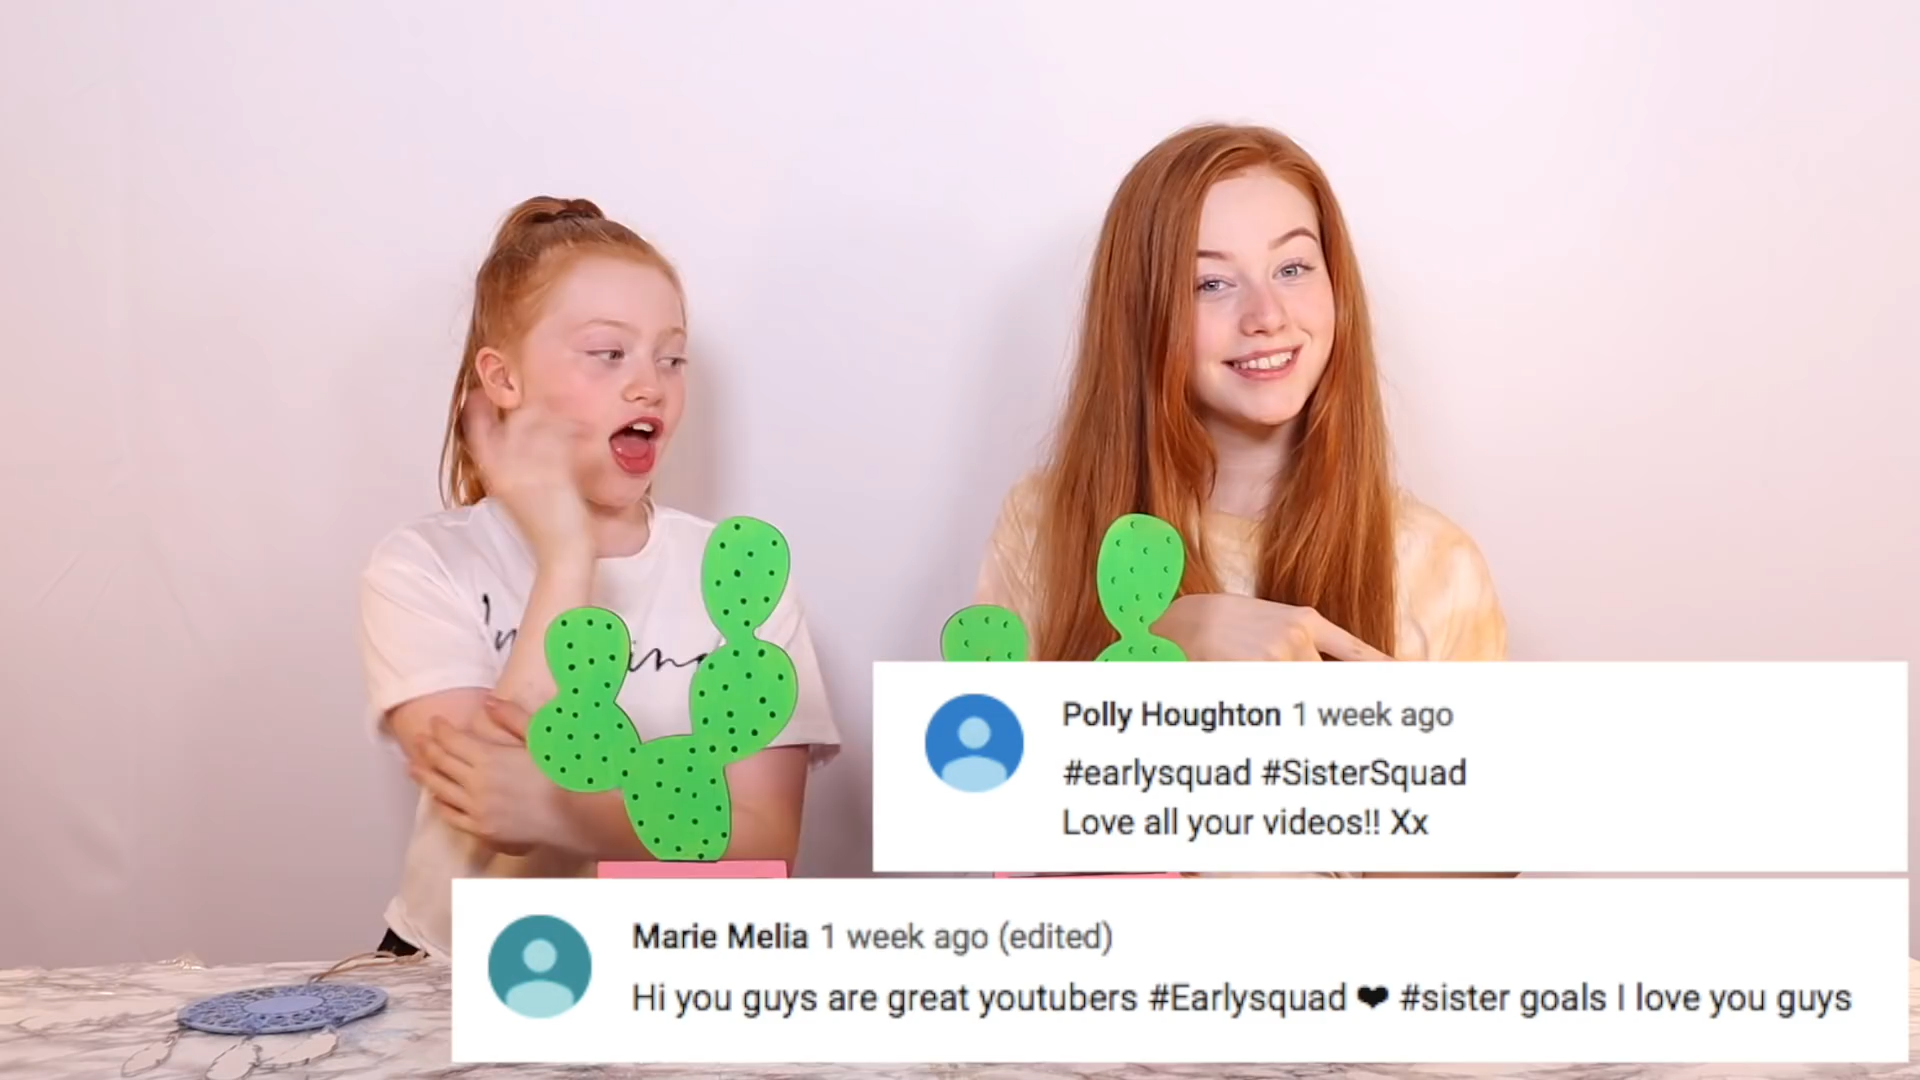 Polly Houghton 1 week ago
#earlysquad #SisterSquad
Love all your videos!! Xx
Marie Melia 1 week ago (edited)
Hi you guys are great youtubers #Earlysquad ❤ #sister goals I love you guys